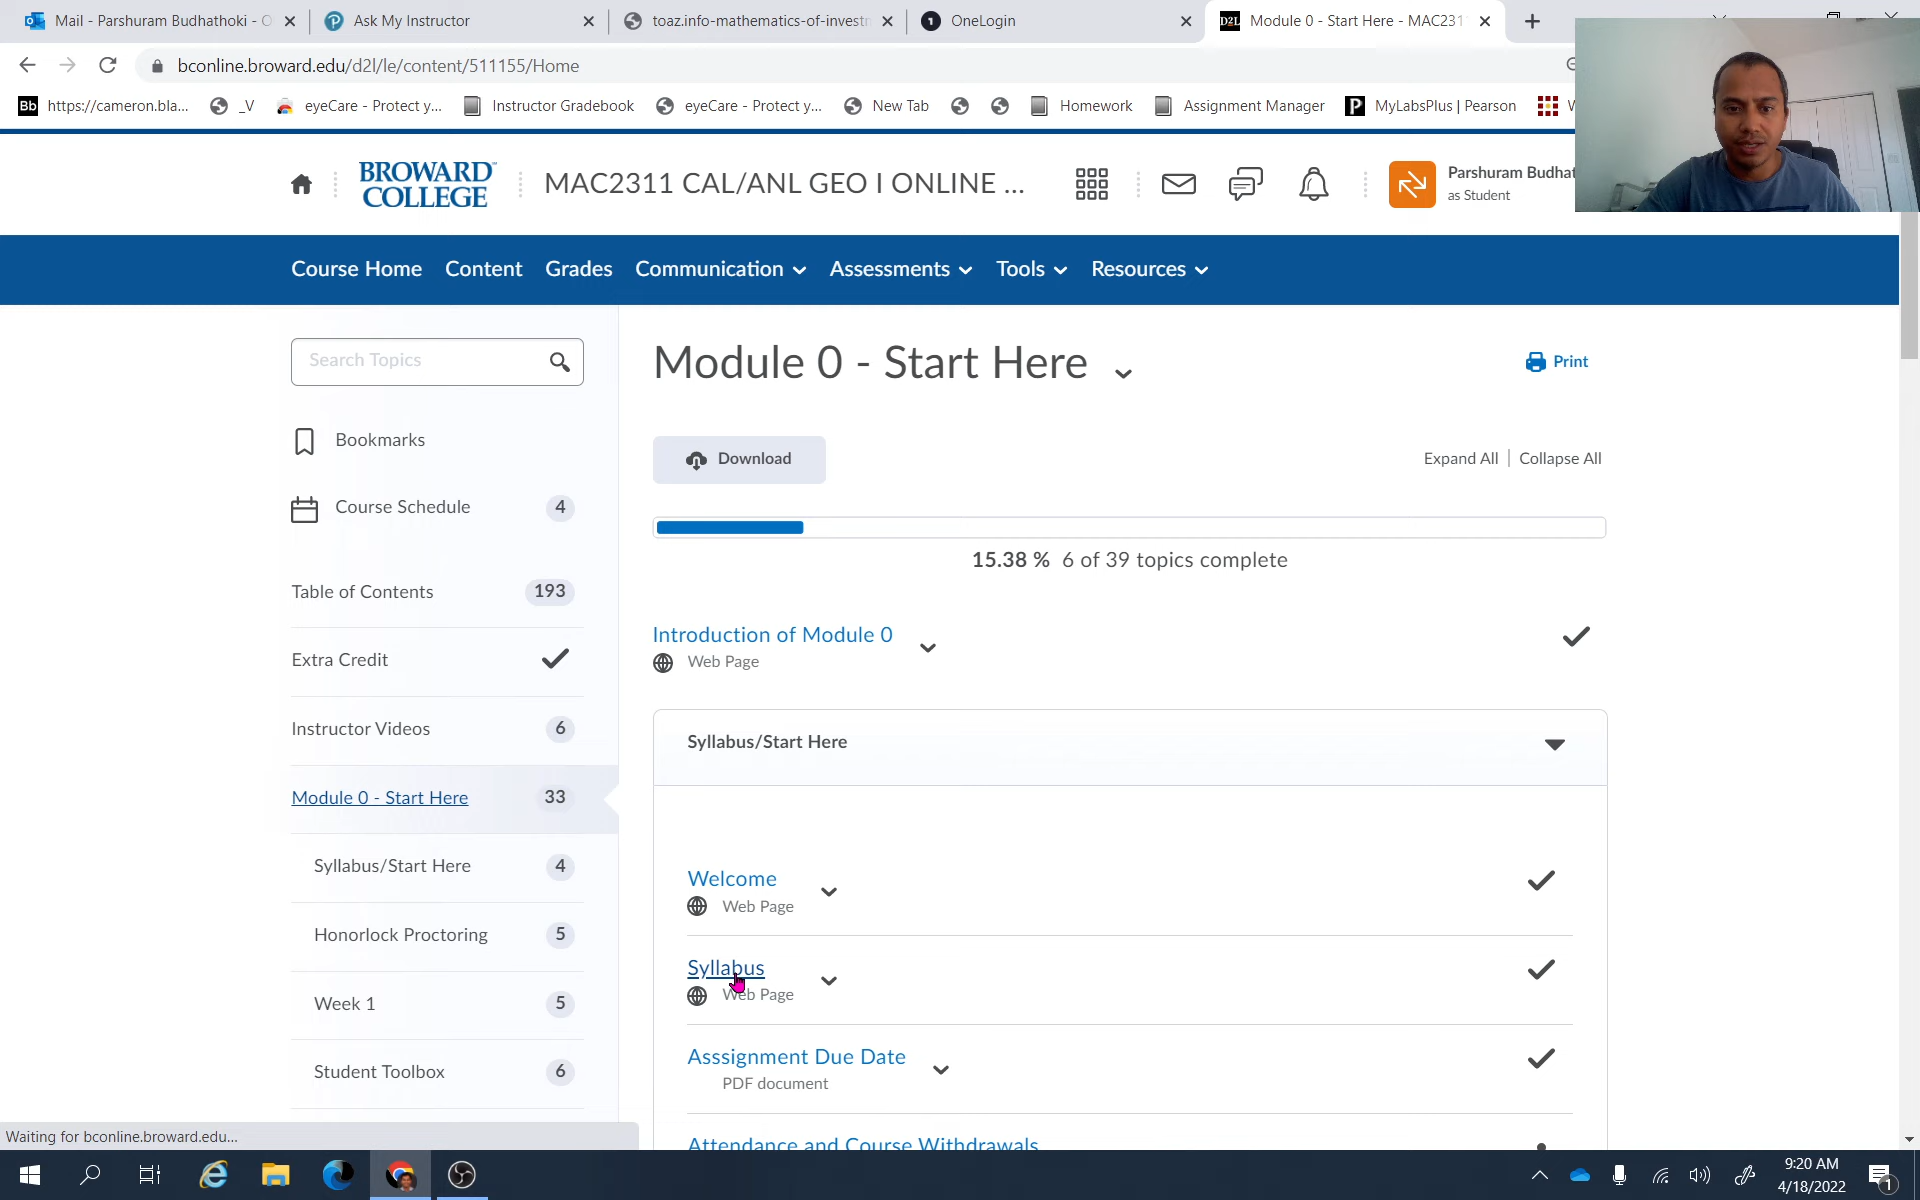 Mail - Parshuram Budhathoki - O
Ask My Instructor
toaz.info-mathematics-of-investm
OneLogin
D2L
Module 0 - Start Here - MAC231
bconline.broward.edu/d2l/le/content/511155/Home
Bb https://cameron.bla...
_V
eyeCare - Protect y...
Instructor Gradebook
eyeCare - Protect y...
New Tab
Homework
Assignment Manager
MyLabsPlus | Pearson
BROWARD
COLLEGE
MAC2311 CAL/ANL GEO I ONLINE ...
Parshuram Budhat
as Student
Course Home Content Grades Communication Assessments Tools Resources
Search Topics
Bookmarks
Course Schedule 4
Table of Contents 193
Extra Credit
Instructor Videos 6
Module 0 - Start Here 33
Syllabus/Start Here 4
Honorlock Proctoring 5
Week 1 5
Student Toolbox 6
Module 0 - Start Here
Print
Download
Expand All | Collapse All
15.38 % 6 of 39 topics complete
Introduction of Module 0
Web Page
Syllabus/Start Here
Welcome
Web Page
Syllabus
Web Page
Asssignment Due Date
PDF document
Attendance and Course Withdrawals
Waiting for bconline.broward.edu...
9:20 AM
4/18/2022
1